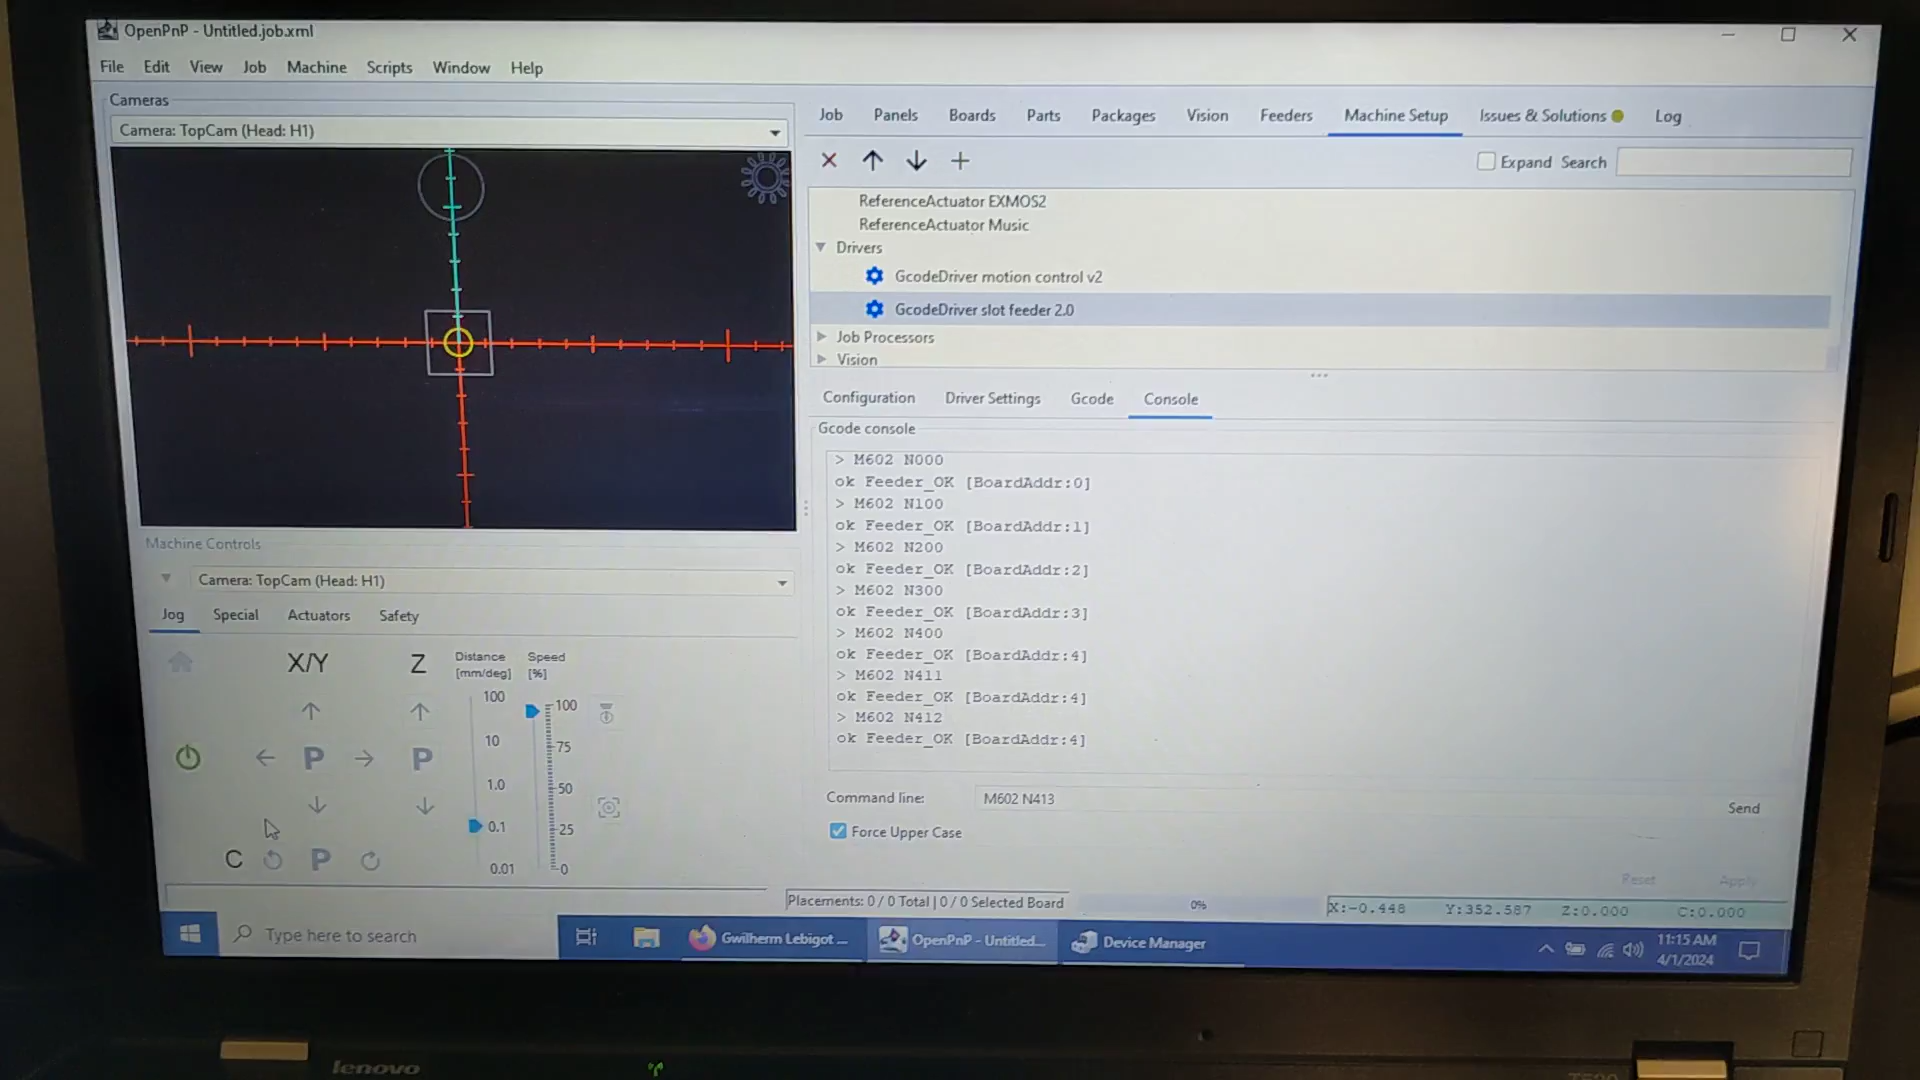 OpenPnP - Untitled.job.xml
File Edit View Job Machine Scripts Window Help
Cameras
Camera: TopCam (Head: H1)
Machine Controls
Camera: TopCam (Head: H1)
Jog Special Actuators Safety
X/Y Z Distance [mm/deg] Speed [%]
100
10
1.0
0.1
0.01
100
75
50
25
0
P P
C P
Job Panels Boards Parts Packages Vision Feeders Machine Setup Issues & Solutions Log
Expand Search
ReferenceActuator EXMOS2
ReferenceActuator Music
Drivers
GcodeDriver motion control v2
GcodeDriver slot feeder 2.0
Job Processors
Vision
Configuration Driver Settings Gcode Console
Gcode console
> M602 N000
ok Feeder_OK [BoardAddr:0]
> M602 N100
ok Feeder_OK [BoardAddr:1]
> M602 N200
ok Feeder_OK [BoardAddr:2]
> M602 N300
ok Feeder_OK [BoardAddr:3]
> M602 N400
ok Feeder_OK [BoardAddr:4]
> M602 N411
ok Feeder_OK [BoardAddr:4]
> M602 N412
ok Feeder_OK [BoardAddr:4]
Command line: M602 N413
Send
Force Upper Case
Reset Apply
Placements: 0 / 0 Total | 0 / 0 Selected Board 0% X:-0.448 Y:352.587 Z:0.000 C:0.000
Type here to search Gwilherm Lebigot ... OpenPnP - Untitled... Device Manager 11:15 AM
4/1/2024
lenovo